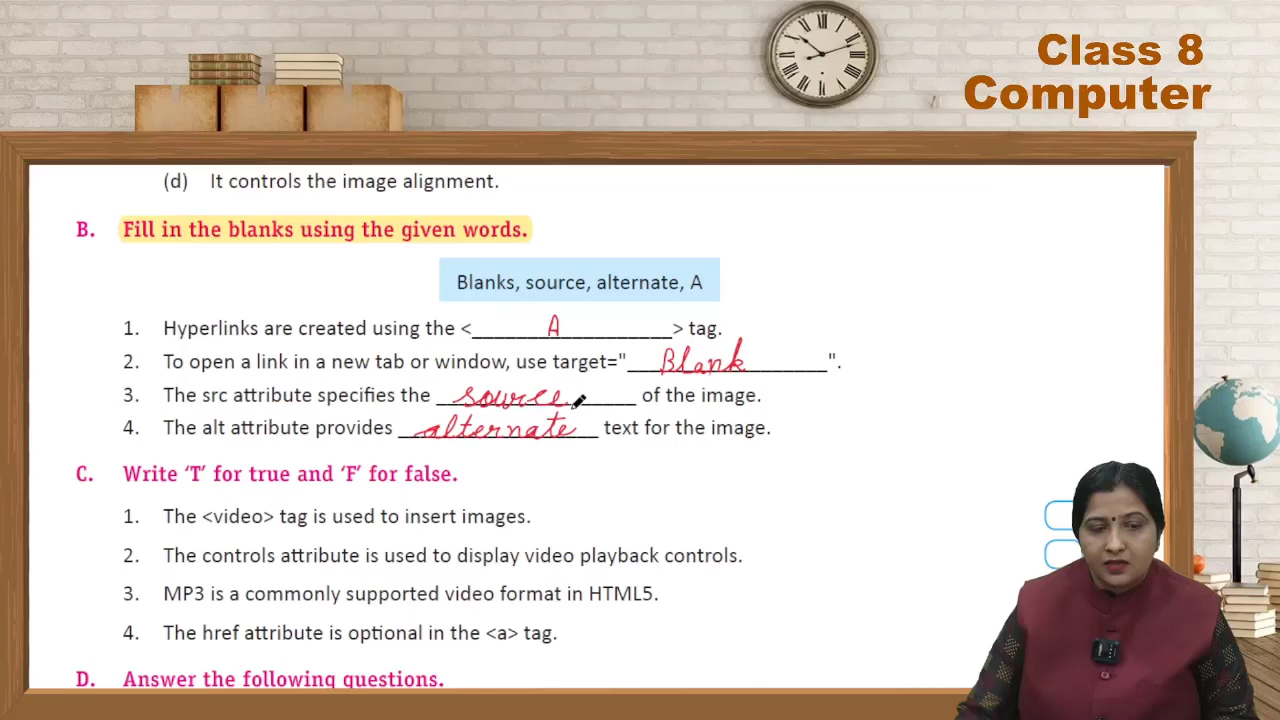 Class 8
Computer
(d) It controls the image alignment.
B. Fill in the blanks using the given words.
Blanks, source, alternate, A
1. Hyperlinks are created using the <___A___> tag.
2. To open a link in a new tab or window, use target="___Blank___".
3. The src attribute specifies the ___source___ of the image.
4. The alt attribute provides ___alternate___ text for the image.
C. Write ‘T’ for true and ‘F’ for false.
1. The <video> tag is used to insert images.
2. The controls attribute is used to display video playback controls.
3. MP3 is a commonly supported video format in HTML5.
4. The href attribute is optional in the <a> tag.
D. Answer the following questions.